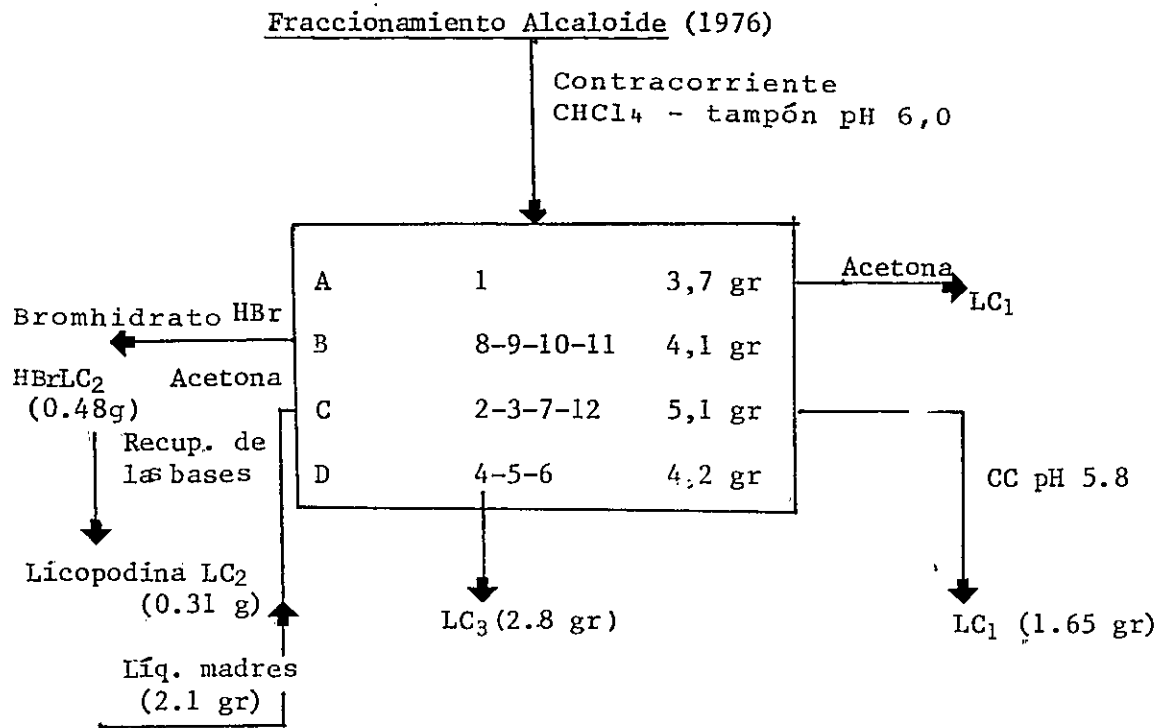 Fraccionamiento Alcaloide (1976)
Contracorriente
CHCl₄ - tampón pH 6,0
A 1 3,7 gr
Acetona
LC₁
Bromhidrato HBr
B 8-9-10-11 4,1 gr
HBrLC₂ Acetona
(0.48g)
C 2-3-7-12 5,1 gr
Recup. de
las bases
D 4-5-6 4,2 gr
CC pH 5.8
Licopodina LC₂
(0.31 g)
LC₃ (2.8 gr)
LC₁ (1.65 gr)
Líq. madres
(2.1 gr)